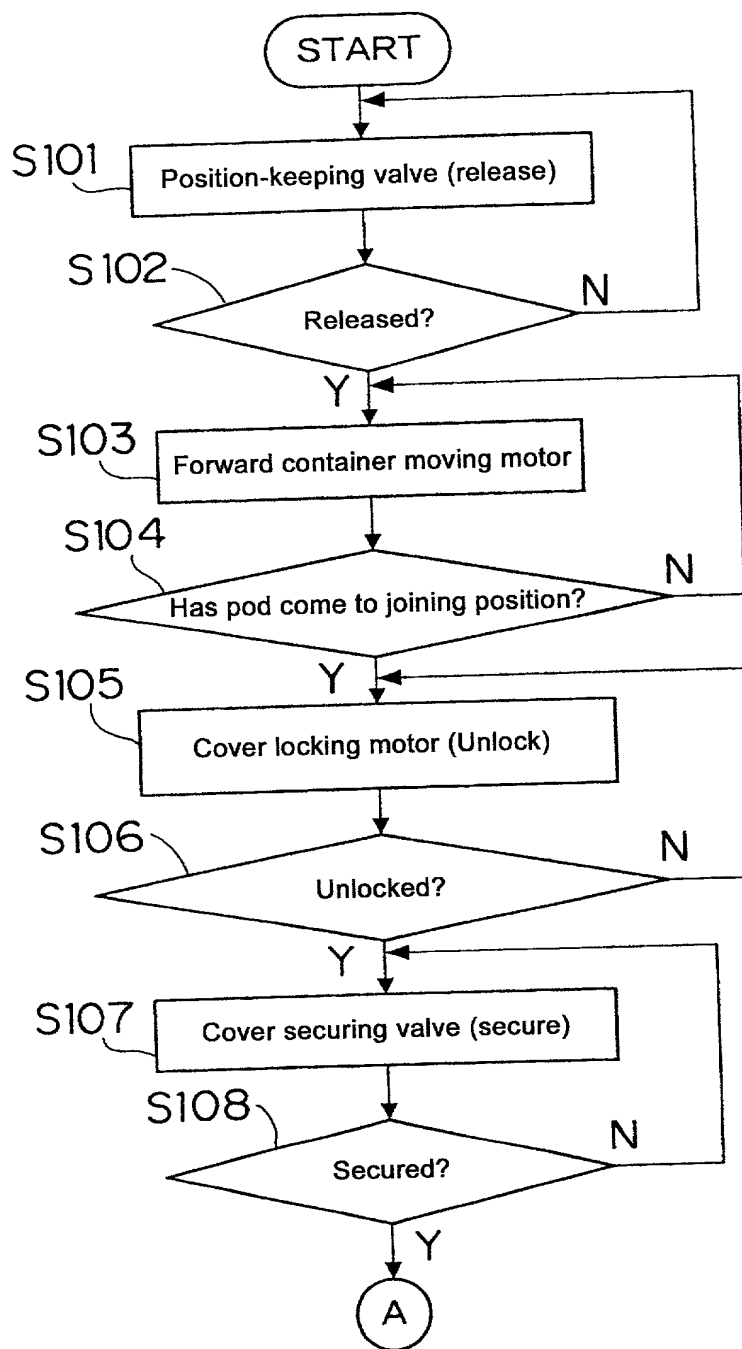 START
S101
Position-keeping valve (release)
S102
Released?
N
Y
S103
Forward container moving motor
S104
Has pod come to joining position?
N
Y
S105
Cover locking motor (Unlock)
S106
Unlocked?
N
Y
S107
Cover securing valve (secure)
S108
Secured?
N
Y
A